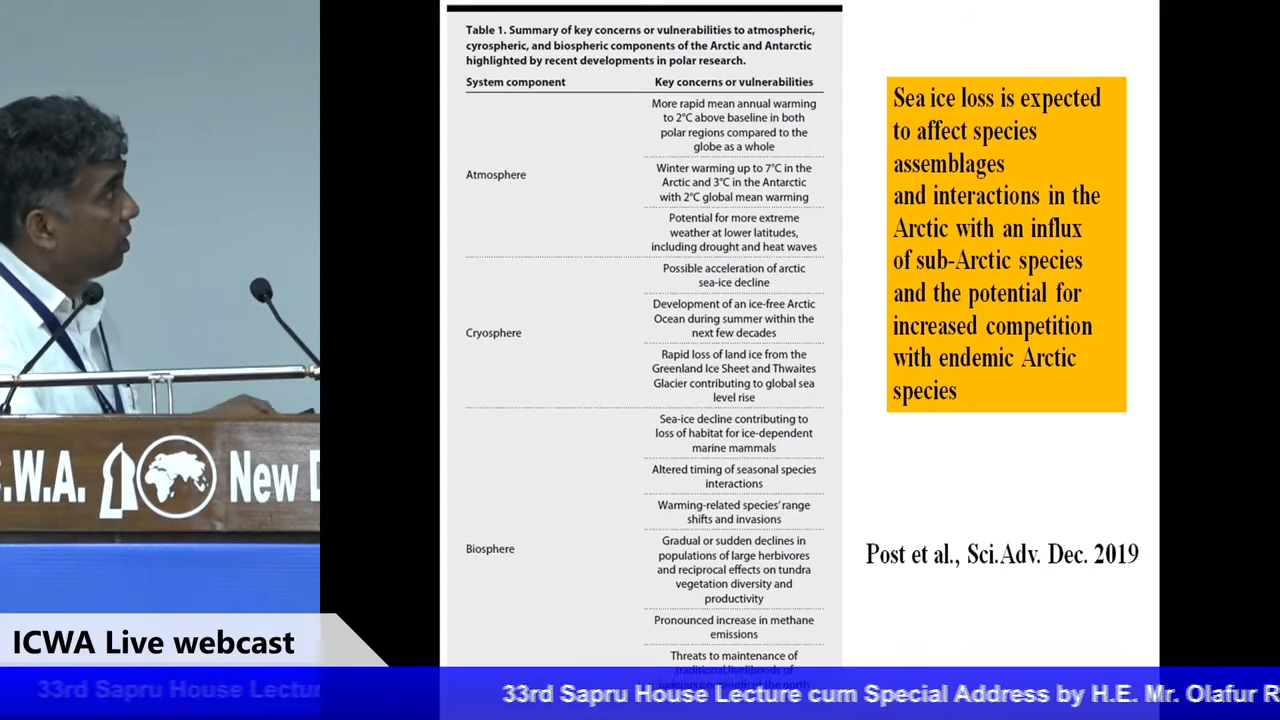 Table 1. Summary of key concerns or vulnerabilities to atmospheric,
cyrospheric, and biospheric components of the Arctic and Antarctic
highlighted by recent developments in polar research.
System component
Key concerns or vulnerabilities
Atmosphere
More rapid mean annual warming
to 2°C above baseline in both
polar regions compared to the
globe as a whole
Winter warming up to 7°C in the
Arctic and 3°C in the Antarctic
with 2°C global mean warming
Potential for more extreme
weather at lower latitudes,
including drought and heat waves
Cryosphere
Possible acceleration of arctic
sea-ice decline
Development of an ice-free Arctic
Ocean during summer within the
next few decades
Rapid loss of land ice from the
Greenland Ice Sheet and Thwaites
Glacier contributing to global sea
level rise
Biosphere
Sea-ice decline contributing to
loss of habitat for ice-dependent
marine mammals
Altered timing of seasonal species
interactions
Warming-related species' range
shifts and invasions
Gradual or sudden declines in
populations of large herbivores
and reciprocal effects on tundra
vegetation diversity and
productivity
Pronounced increase in methane
emissions
Threats to maintenance of
traditional livelihoods of
Sea ice loss is expected
to affect species
assemblages
and interactions in the
Arctic with an influx
of sub-Arctic species
and the potential for
increased competition
with endemic Arctic
species
Post et al., Sci.Adv. Dec. 2019
.W.A. New D
ICWA Live webcast
33rd Sapru House Lectur
33rd Sapru House Lecture cum Special Address by H.E. Mr. Olafur R